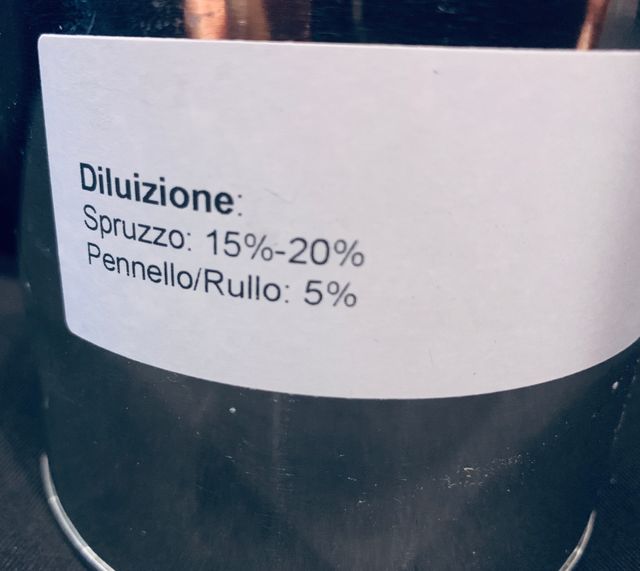 Diluizione:
Spruzzo: 15%-20%
Pennello/Rullo: 5%